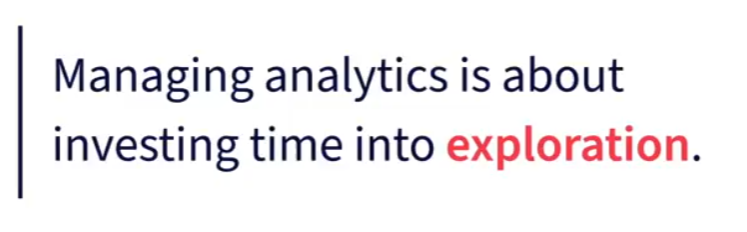 Managing analytics is about
investing time into exploration.